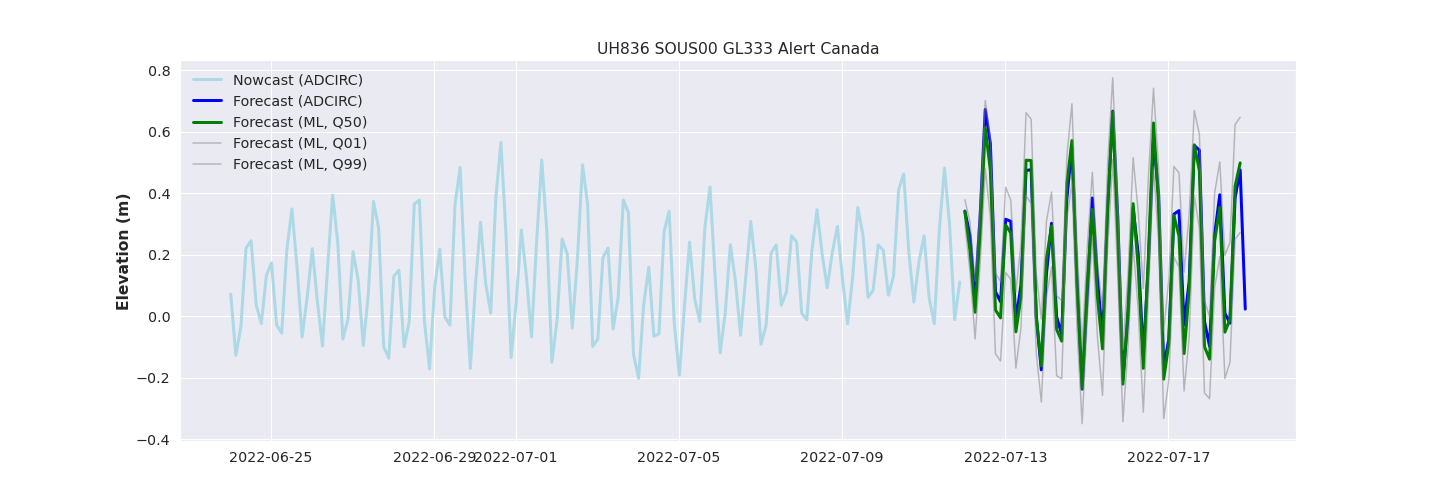 UH836 SOUS00 GL333 Alert Canada
Nowcast (ADCIRC)
Forecast (ADCIRC)
Forecast (ML, Q50)
Forecast (ML, Q01)
Forecast (ML, Q99)
Elevation (m)
0.8
0.6
0.4
0.2
0.0
−0.2
−0.4
2022-06-25 2022-06-29 2022-07-01 2022-07-05 2022-07-09 2022-07-13 2022-07-17